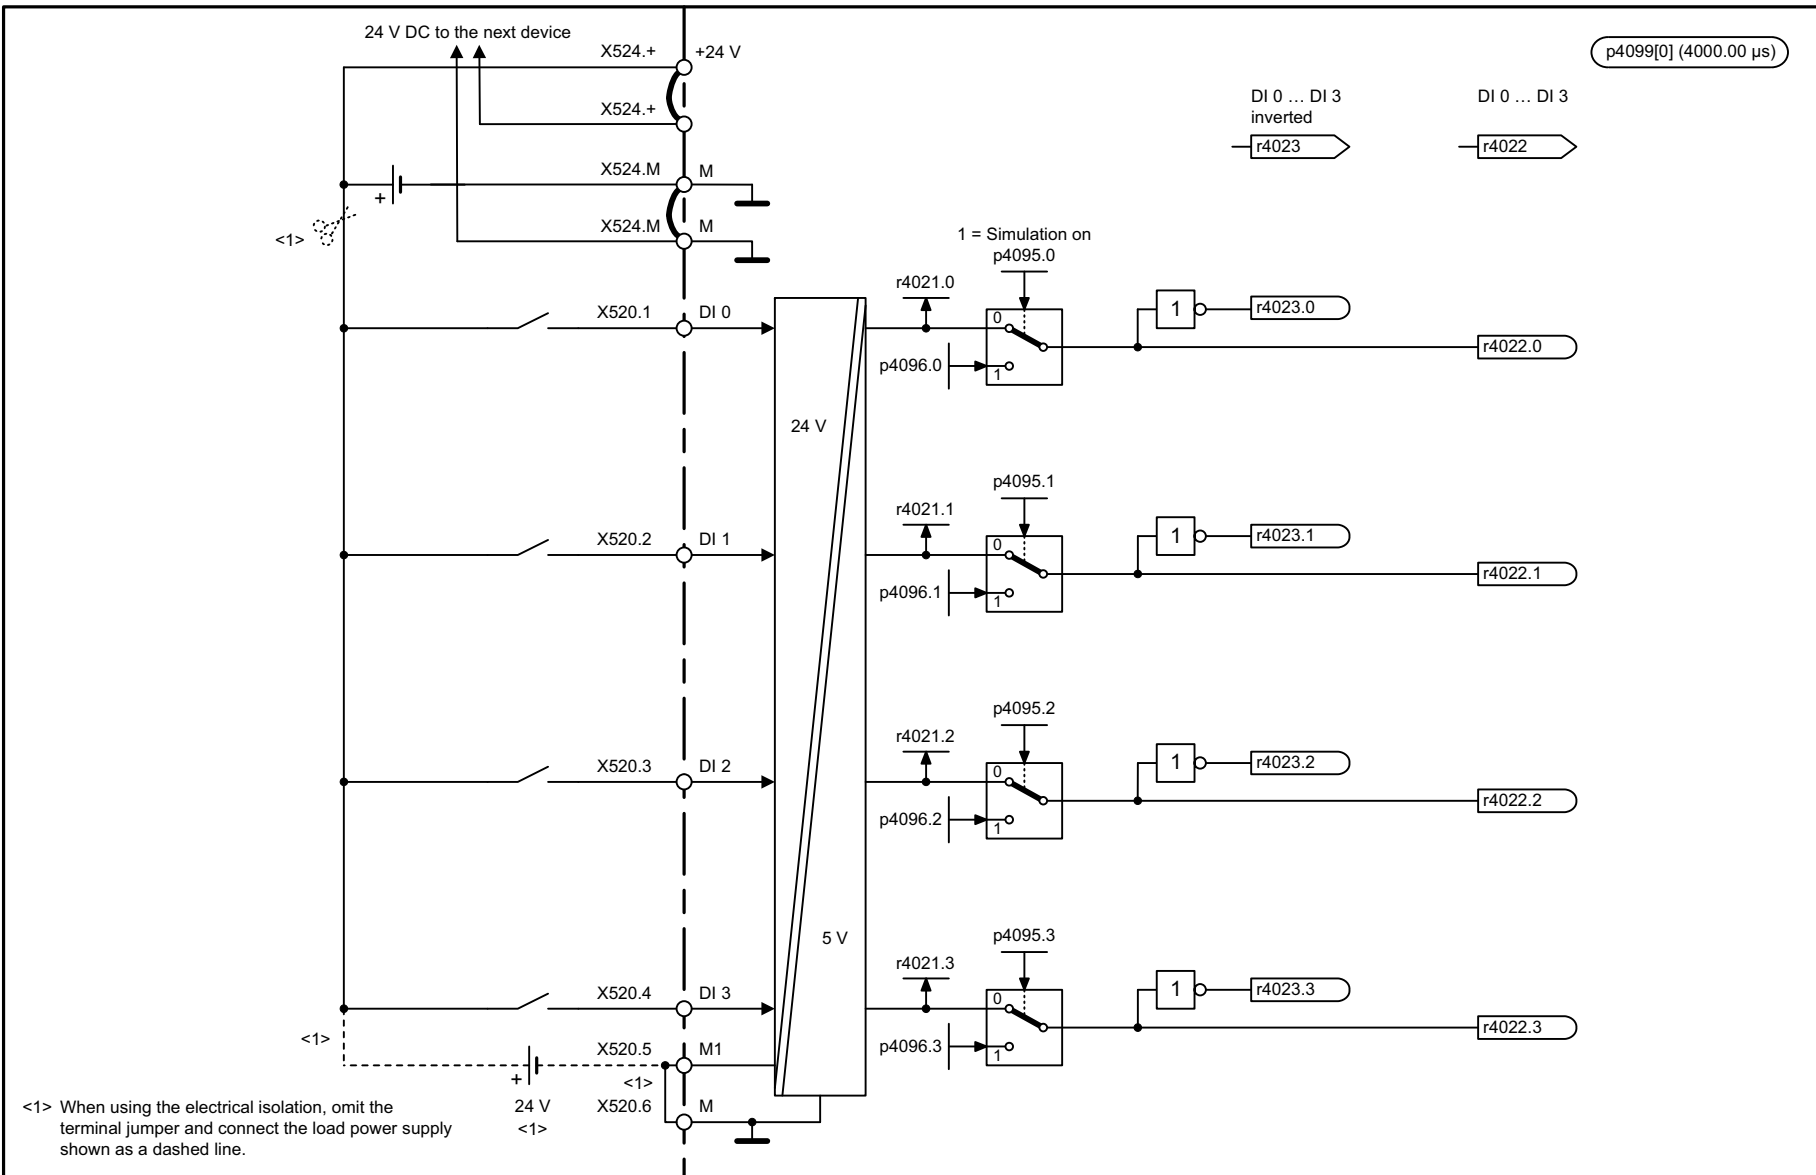 24 V DC to the next device
X524.+
+24 V
p4099[0] (4000.00 µs)
X524.+
DI 0 … DI 3
inverted
DI 0 … DI 3
r4023
r4022
X524.M
M
+
<1>
X524.M
M
1 = Simulation on
p4095.0
r4021.0
X520.1
DI 0
0
1
r4023.0
r4022.0
p4096.0
1
24 V
p4095.1
r4021.1
X520.2
DI 1
0
1
r4023.1
r4022.1
p4096.1
1
p4095.2
r4021.2
X520.3
DI 2
0
1
r4023.2
r4022.2
p4096.2
1
5 V
p4095.3
r4021.3
X520.4
DI 3
0
1
r4023.3
r4022.3
p4096.3
1
<1>
X520.5
M1
+
<1>
24 V
<1>
X520.6
M
<1> When using the electrical isolation, omit the
terminal jumper and connect the load power supply
shown as a dashed line.